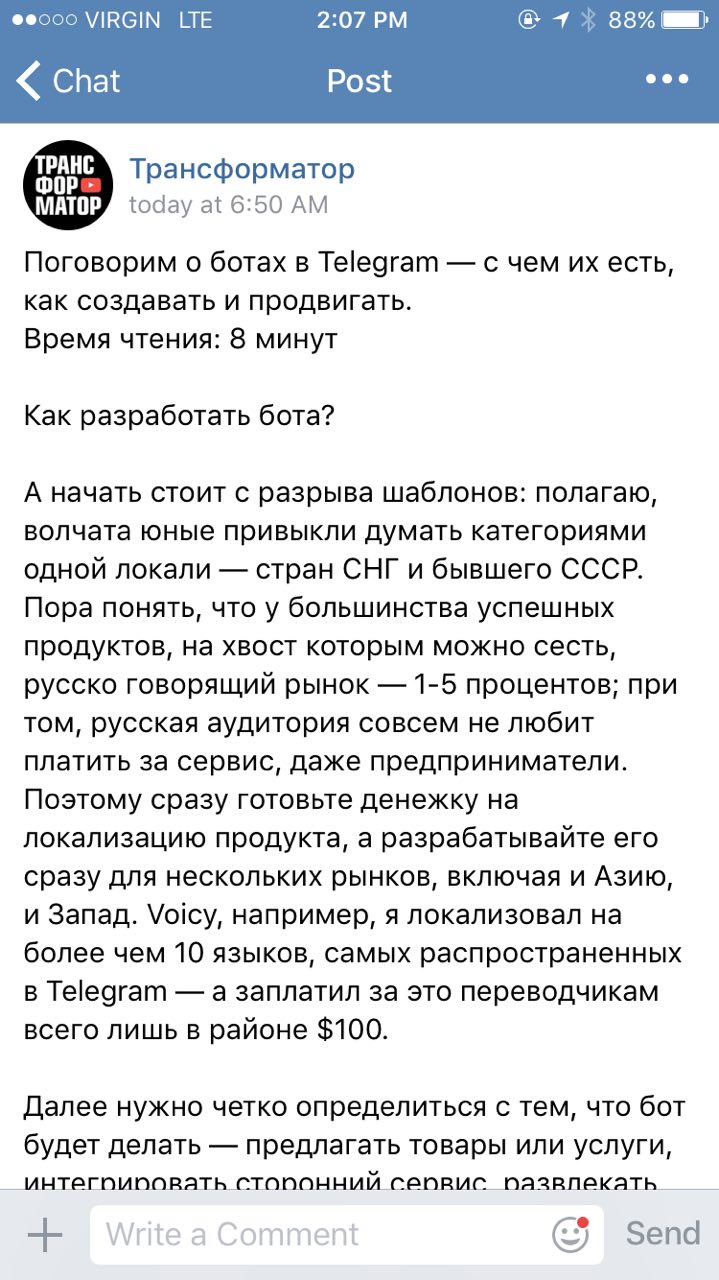 VIRGIN LTE 2:07 PM 88%
Chat Post
ТРАНС
ФОР
МАТОР
Трансформатор
today at 6:50 AM
Поговорим о ботах в Telegram — с чем их есть,
как создавать и продвигать.
Время чтения: 8 минут
Как разработать бота?
А начать стоит с разрыва шаблонов: полагаю,
волчата юные привыкли думать категориями
одной локали — стран СНГ и бывшего СССР.
Пора понять, что у большинства успешных
продуктов, на хвост которым можно сесть,
русско говорящий рынок — 1-5 процентов; при
том, русская аудитория совсем не любит
платить за сервис, даже предприниматели.
Поэтому сразу готовьте денежку на
локализацию продукта, а разрабатывайте его
сразу для нескольких рынков, включая и Азию,
и Запад. Voicy, например, я локализовал на
более чем 10 языков, самых распространенных
в Telegram — а заплатил за это переводчикам
всего лишь в районе $100.
Далее нужно четко определиться с тем, что бот
будет делать — предлагать товары или услуги,
интегрировать сторонний сервис, развлекать
Write a Comment Send